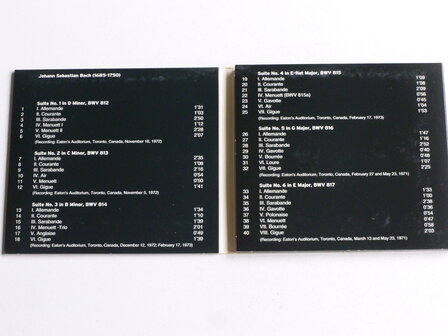 Johann Sebastian Bach (1685-1750)
Suite No. 1 in D Minor, BWV 812
1 I. Allemande 1'31
2 II. Courante 1'03
3 III. Sarabande 2'50
4 IV. Menuett I 1'12
5 V. Menuett II 2'28
6 VI. Gigue 2'07
(Recording: Eaton's Auditorium, Toronto, Canada, November 16, 1972)
Suite No. 2 in C Minor, BWV 813
7 I. Allemande 2'35
8 II. Courante 1'08
9 III. Sarabande 2'16
10 IV. Air 0'54
11 V. Menuett 0'50
12 VI. Gigue 1'41
(Recording: Eaton's Auditorium, Toronto, Canada, November 5, 1972)
Suite No. 3 in B Minor, BWV 814
13 I. Allemande 1'34
14 II. Courante 1'10
15 III. Sarabande 1'39
16 IV. Menuett -Trio 2'01
17 V. Anglaise 0'49
18 VI. Gigue 1'39
(Recording: Eaton's Auditorium, Toronto, Canada, December 12, 1972; February 17, 1973)
Suite No. 4 in E-flat Major, BWV 815
19 I. Allemande 1'09
20 II. Courante 1'08
21 III. Sarabande 2'09
22 IV. Menuett (BWV 815a) 0'56
23 V. Gavotte 0'45
24 VI. Air 1'04
25 VII. Gigue 1'53
(Recording: Eaton's Auditorium, Toronto, Canada, February 17, 1973)
Suite No. 5 in G Major, BWV 816
26 I. Allemande 1'47
27 II. Courante 1'16
28 III. Sarabande 2'52
29 IV. Gavotte 0'40
30 V. Bourrée 0'48
31 VI. Loure 1'07
32 VII. Gigue 2'25
(Recording: Eaton's Auditorium, Toronto, Canada, February 27 and May 23, 1971)
Suite No. 6 in E Major, BWV 817
33 I. Allemande 1'33
34 II. Courante 1'00
35 III. Sarabande
36 IV. Gavotte 0'36
37 V. Polonaise 0'54
38 VI. Menuett 0'47
39 VII. Bourrée 0'58
40 VIII. Gigue 2'03
(Recording: Eaton's Auditorium, Toronto, Canada, March 13 and May 23, 1971)